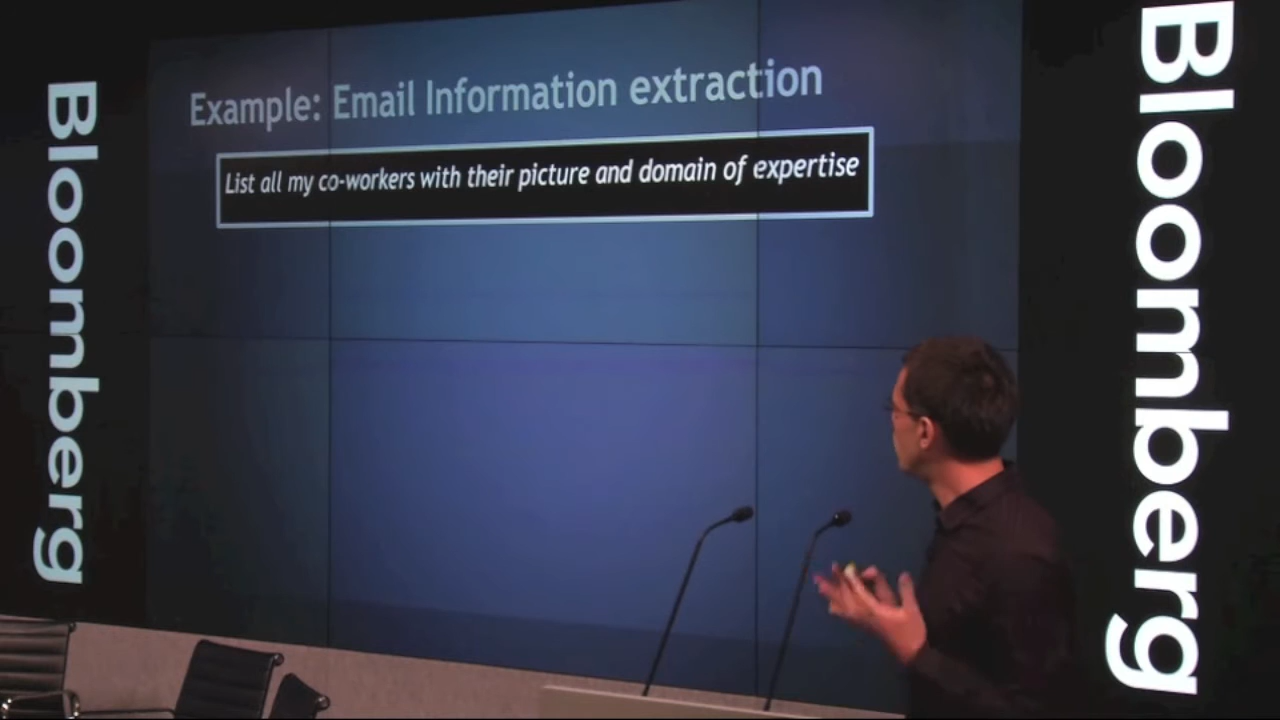 Bloomberg
Example: Email Information extraction
List all my co-workers with their picture and domain of expertise
Bloomberg